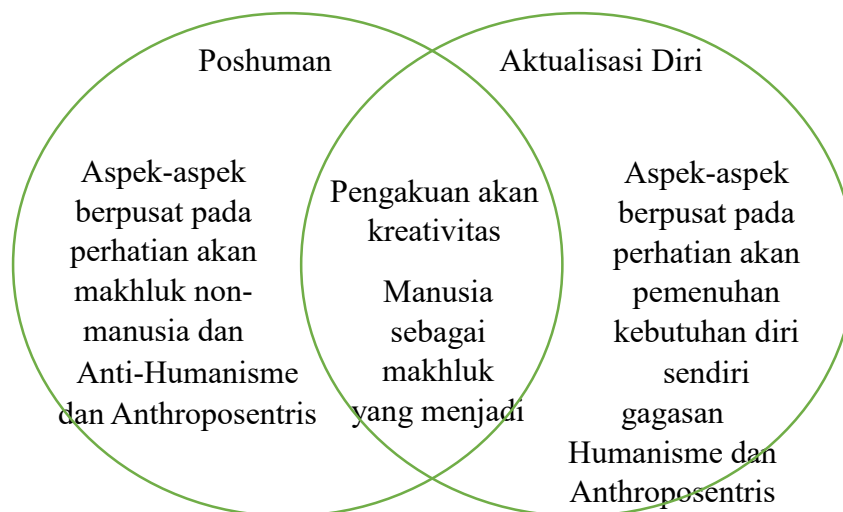 Poshuman
Aspek-aspek
berpusat pada
perhatian akan
makhluk non-
manusia dan
Anti-Humanisme
dan Anthroposentris
Pengakuan akan
kreativitas
Manusia
sebagai
makhluk
yang menjadi
Aktualisasi Diri
Aspek-aspek
berpusat pada
perhatian akan
pemenuhan
kebutuhan diri
sendiri
gagasan
Humanisme dan
Anthroposentris